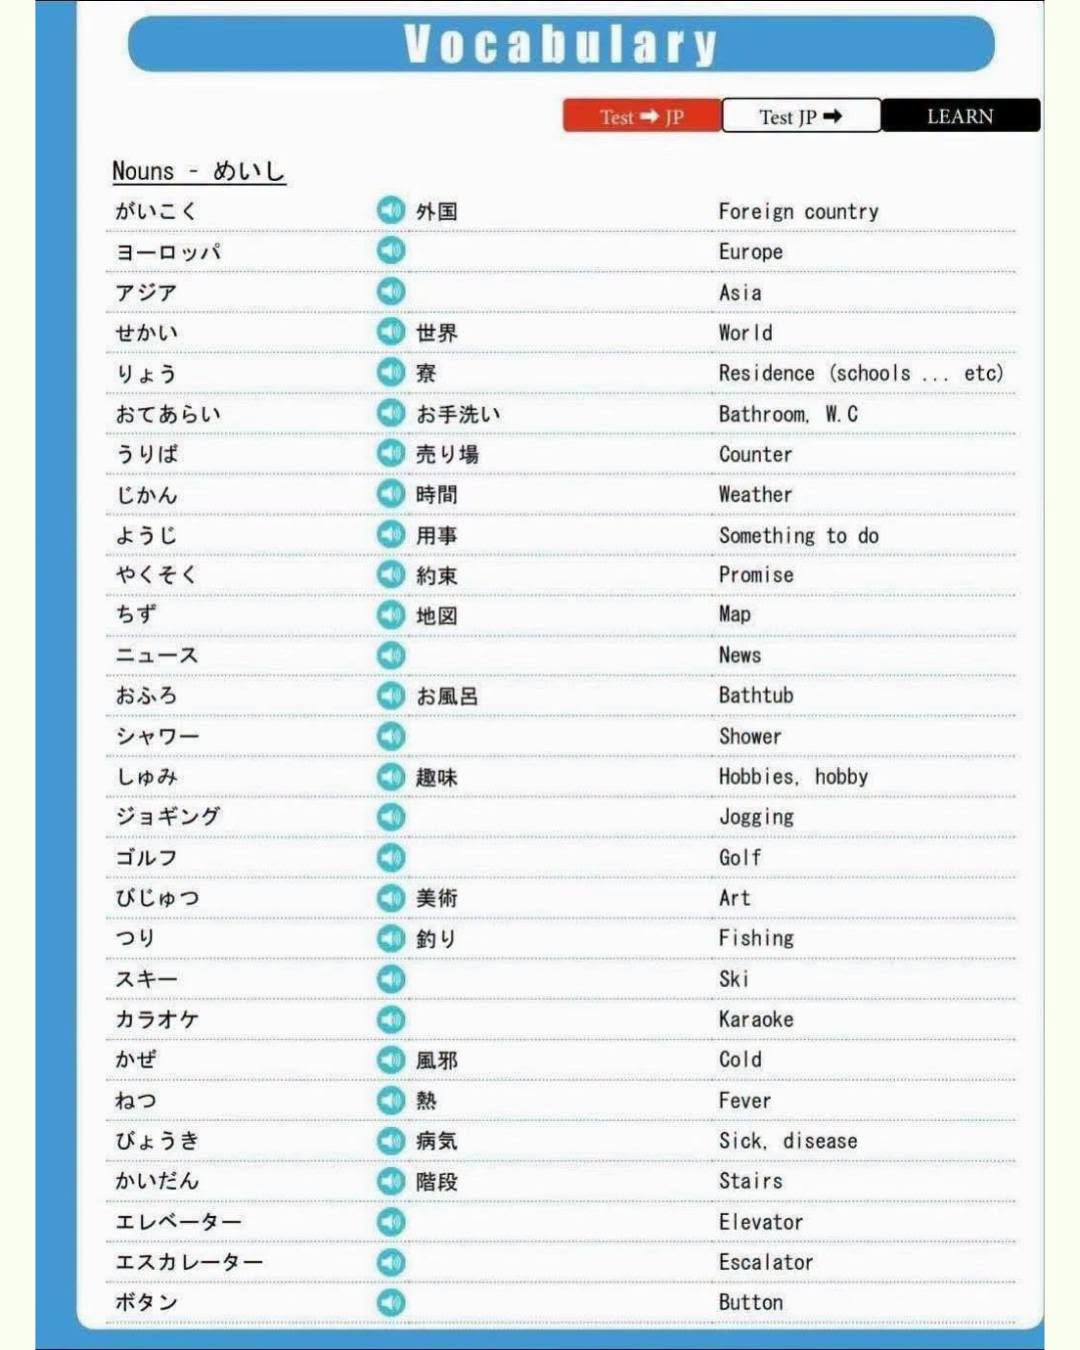 Vocabulary
Test ➡ JP Test JP ➡ LEARN
Nouns - めいし
がいこく 外国 Foreign country
ヨーロッパ Europe
アジア Asia
せかい 世界 World
りょう 寮 Residence (schools ... etc)
おてあらい お手洗い Bathroom, W.C
うりば 売り場 Counter
じかん 時間 Weather
ようじ 用事 Something to do
やくそく 約束 Promise
ちず 地図 Map
ニュース News
おふろ お風呂 Bathtub
シャワー Shower
しゅみ 趣味 Hobbies, hobby
ジョギング Jogging
ゴルフ Golf
びじゅつ 美術 Art
つり 釣り Fishing
スキー Ski
カラオケ Karaoke
かぜ 風邪 Cold
ねつ 熱 Fever
びょうき 病気 Sick, disease
かいだん 階段 Stairs
エレベーター Elevator
エスカレーター Escalator
ボタン Button